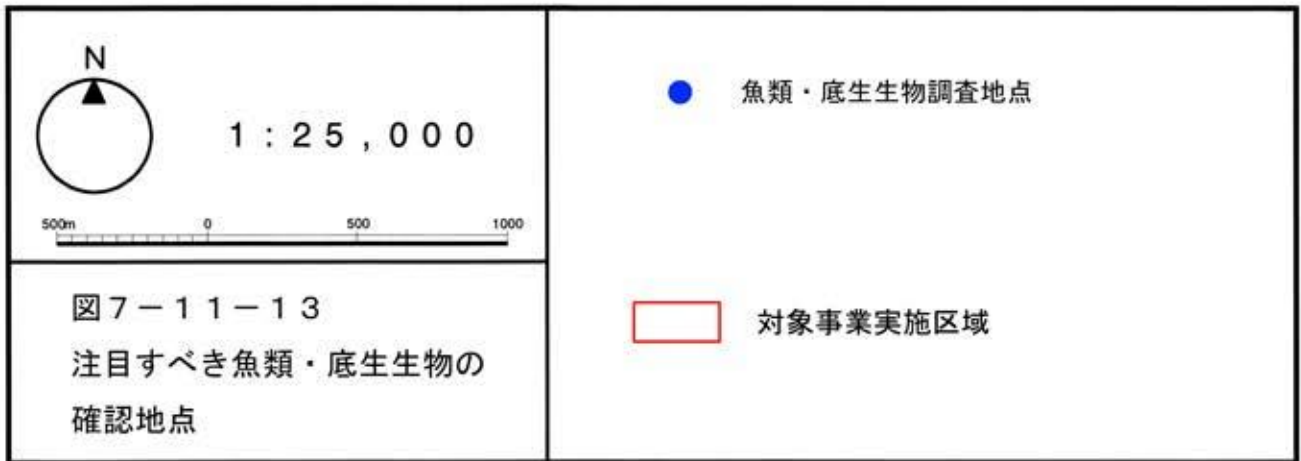 N
1:25,000
500m 0 500 1000
図7-11-13
注目すべき魚類・底生生物の
確認地点
魚類・底生生物調査地点
対象事業実施区域